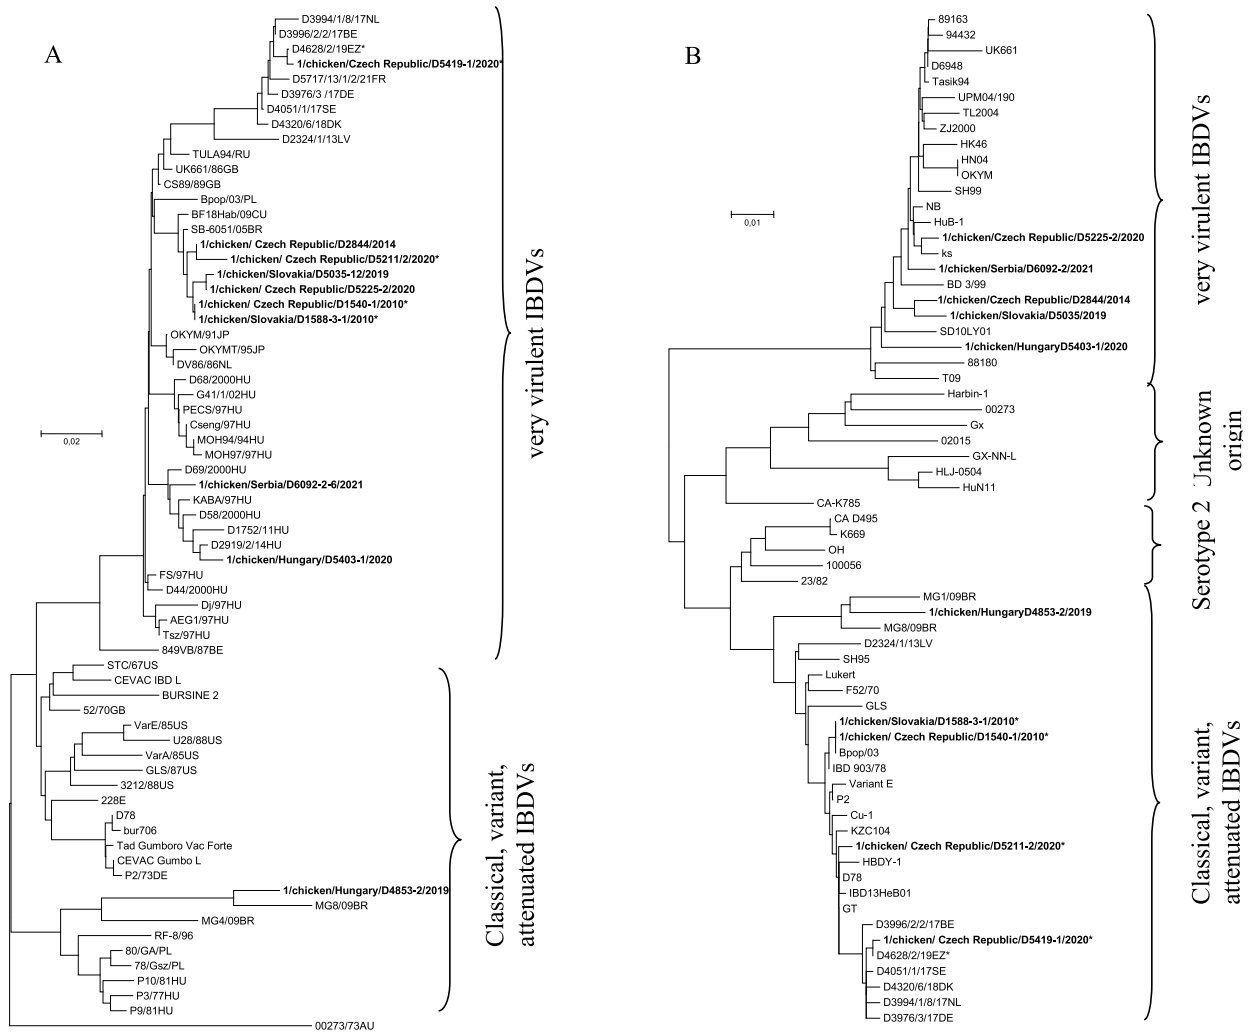 A
D3994/1/8/17NL
D3996/2/2/17BE
D4628/2/19EZ*
1/chicken/Czech Republic/D5419-1/2020*
D5717/13/1/2/21FR
D3976/3 /17DE
D4051/1/17SE
D4320/6/18DK
D2324/1/13LV
TULA94/RU
UK661/86GB
CS89/89GB
Bpop/03/PL
BF18Hab/09CU
SB-6051/05BR
1/chicken/ Czech Republic/D2844/2014
1/chicken/ Czech Republic/D5211/2/2020*
1/chicken/Slovakia/D5035-12/2019
1/chicken/ Czech Republic/D5225-2/2020
1/chicken/ Czech Republic/D1540-1/2010*
1/chicken/Slovakia/D1588-3-1/2010*
OKYM/91JP
OKYMT/95JP
DV86/86NL
D68/2000HU
G41/1/02HU
PECS/97HU
Cseng/97HU
MOH94/94HU
MOH97/97HU
D69/2000HU
1/chicken/Serbia/D6092-2-6/2021
KABA/97HU
D58/2000HU
D1752/11HU
D2919/2/14HU
1/chicken/Hungary/D5403-1/2020
FS/97HU
D44/2000HU
Dj/97HU
AEG1/97HU
Tsz/97HU
849VB/87BE
STC/67US
CEVAC IBD L
BURSINE 2
52/70GB
VarE/85US
U28/88US
VarA/85US
GLS/87US
3212/88US
228E
D78
bur706
Tad Gumboro Vac Forte
CEVAC Gumbo L
P2/73DE
1/chicken/Hungary/D4853-2/2019
MG8/09BR
MG4/09BR
RF-8/96
80/GA/PL
78/Gsz/PL
P10/81HU
P3/77HU
P9/81HU
00273/73AU
0,02
very virulent IBDVs
Classical, variant,
attenuated IBDVs
B
89163
94432
UK661
D6948
Tasik94
UPM04/190
TL2004
ZJ2000
HK46
HN04
OKYM
SH99
NB
HuB-1
1/chicken/Czech Republic/D5225-2/2020
ks
1/chicken/Serbia/D6092-2/2021
BD 3/99
1/chicken/Czech Republic/D2844/2014
1/chicken/Slovakia/D5035/2019
SD10LY01
1/chicken/HungaryD5403-1/2020
88180
T09
Harbin-1
00273
Gx
02015
GX-NN-L
HLJ-0504
HuN11
CA-K785
CA D495
K669
OH
100056
23/82
MG1/09BR
1/chicken/HungaryD4853-2/2019
MG8/09BR
D2324/1/13LV
SH95
Lukert
F52/70
GLS
1/chicken/Slovakia/D1588-3-1/2010*
1/chicken/ Czech Republic/D1540-1/2010*
Bpop/03
IBD 903/78
Variant E
P2
Cu-1
KZC104
1/chicken/ Czech Republic/D5211-2/2020*
HBDY-1
D78
IBD13HeB01
GT
D3996/2/2/17BE
1/chicken/ Czech Republic/D5419-1/2020*
D4628/2/19EZ*
D4051/1/17SE
D4320/6/18DK
D3994/1/8/17NL
D3976/3/17DE
0,01
very virulent IBDVs
Unknown
origin
Serotype 2
Classical, variant,
attenuated IBDVs